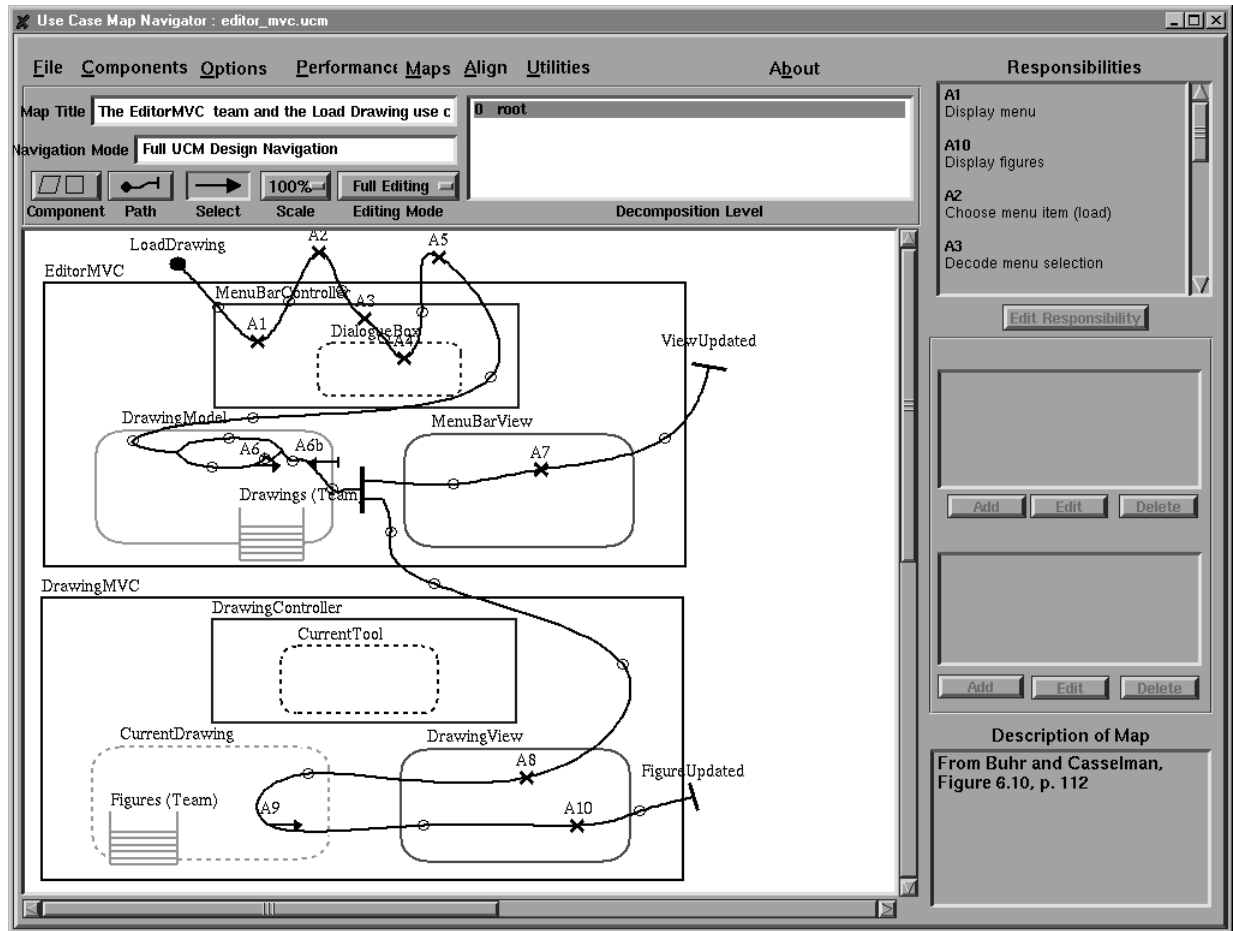 Use Case Map Navigator : editor_mvc.ucm
File Components Options Performance Maps Align Utilities About
Map Title The EditorMVC team and the Load Drawing use c
Navigation Mode Full UCM Design Navigation
100% Full Editing
Component Path Select Scale Editing Mode
0 root
Decomposition Level
Responsibilities
A1
Display menu
A10
Display figures
A2
Choose menu item (load)
A3
Decode menu selection
Edit Responsibility
Add Edit Delete
Add Edit Delete
Description of Map
From Buhr and Casselman,
Figure 6.10, p. 112
LoadDrawing
A2
A5
EditorMVC
MenuBarController
A3
A1
DialogueBox
A4
ViewUpdated
DrawingModel
MenuBarView
A6
A6b
A7
Drawings (Team
DrawingMVC
DrawingController
CurrentTool
CurrentDrawing
DrawingView
A8
FigureUpdated
Figures (Team)
A9
A10